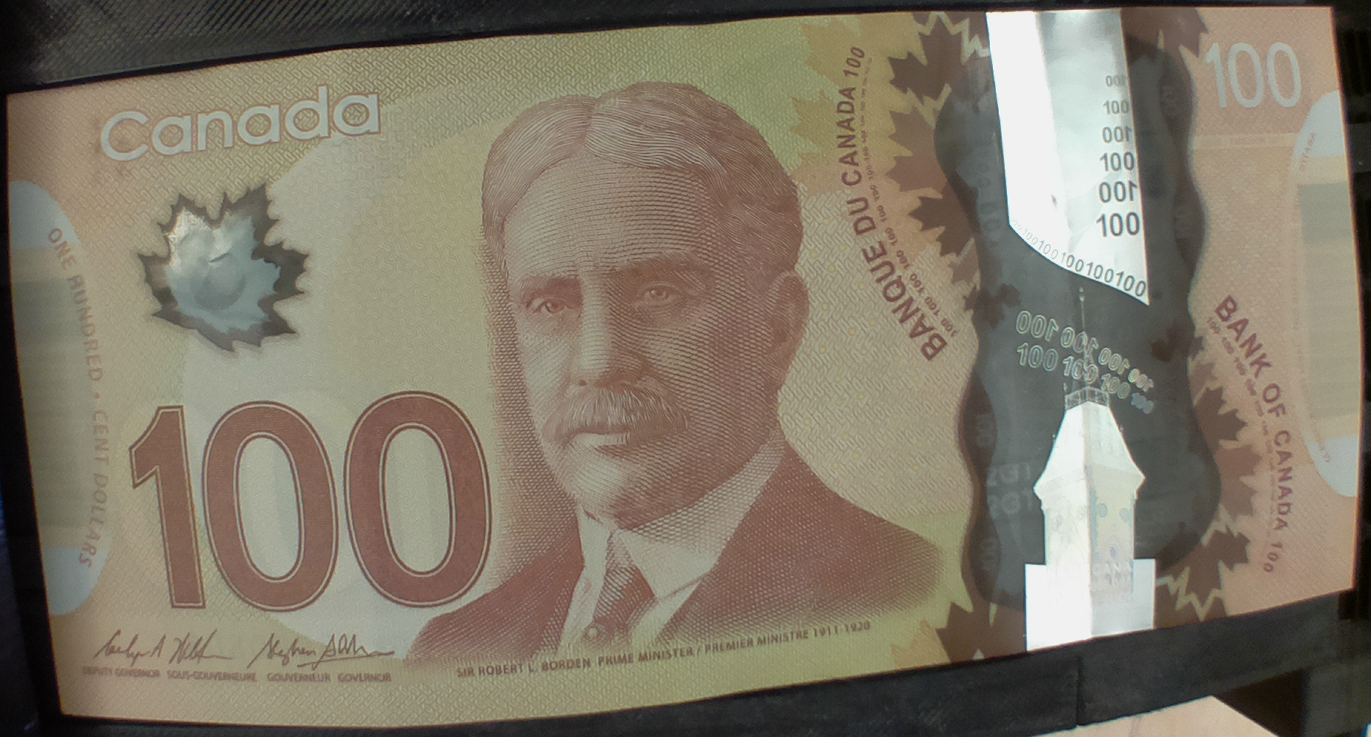 Canada
100
ONE HUNDRED • CENT DOLLARS
100
BANQUE DU CANADA 100
100
100
100
100
100
100
100100100100
100 100 100 100
100 100 100 100
BANK OF CANADA 100
DEPUTY GOVERNOR SOUS-GOUVERNEURE GOUVERNEUR GOVERNOR
SIR ROBERT L. BORDEN PRIME MINISTER / PREMIER MINISTRE 1911-1920